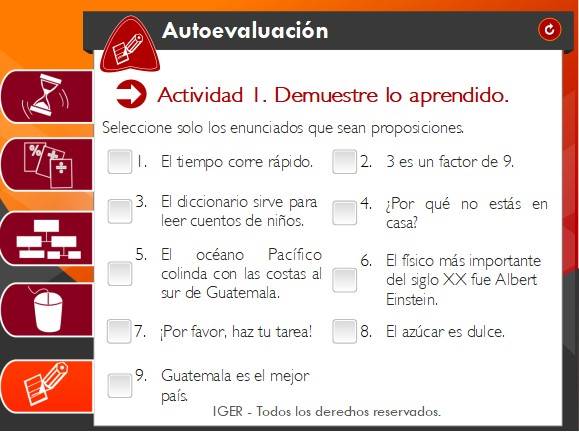 Autoevaluación
Actividad 1. Demuestre lo aprendido.
Seleccione solo los enunciados que sean proposiciones.
1. El tiempo corre rápido.
2. 3 es un factor de 9.
3. El diccionario sirve para
leer cuentos de niños.
4. ¿Por qué no estás en
casa?
5. El océano Pacífico
colinda con las costas al
sur de Guatemala.
6. El físico más importante
del siglo XX fue Albert
Einstein.
7. ¡Por favor, haz tu tarea!
8. El azúcar es dulce.
9. Guatemala es el mejor
país.
IGER - Todos los derechos reservados.